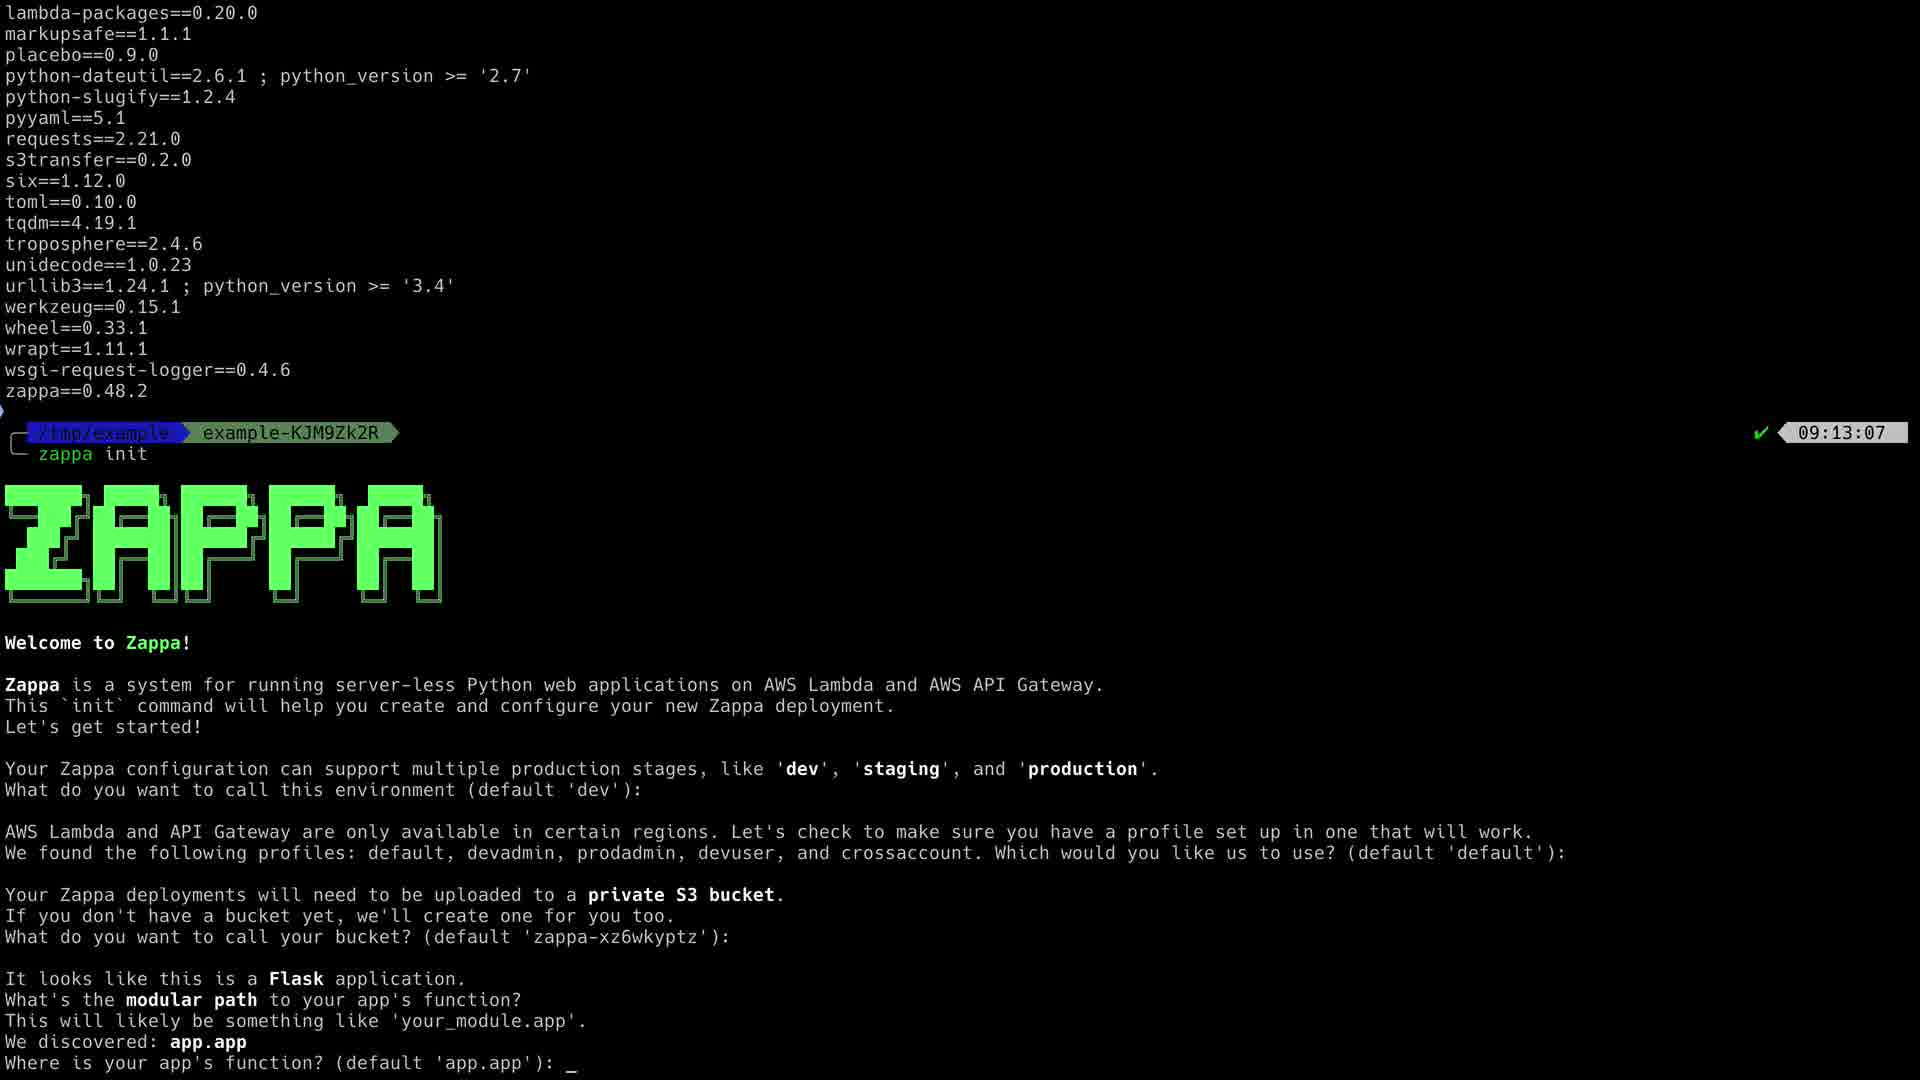 lambda-packages==0.20.0
markupsafe==1.1.1
placebo==0.9.0
python-dateutil==2.6.1 ; python_version >= '2.7'
python-slugify==1.2.4
pyyaml==5.1
requests==2.21.0
s3transfer==0.2.0
six==1.12.0
toml==0.10.0
tqdm==4.19.1
troposphere==2.4.6
unidecode==1.0.23
urllib3==1.24.1 ; python_version >= '3.4'
werkzeug==0.15.1
wheel==0.33.1
wrapt==1.11.1
wsgi-request-logger==0.4.6
zappa==0.48.2
/tmp/example example-KJM9Zk2R ✔ 09:13:07
zappa init
ZAPPA
Welcome to Zappa!
Zappa is a system for running server-less Python web applications on AWS Lambda and AWS API Gateway.
This `init` command will help you create and configure your new Zappa deployment.
Let's get started!
Your Zappa configuration can support multiple production stages, like 'dev', 'staging', and 'production'.
What do you want to call this environment (default 'dev'):
AWS Lambda and API Gateway are only available in certain regions. Let's check to make sure you have a profile set up in one that will work.
We found the following profiles: default, devadmin, prodadmin, devuser, and crossaccount. Which would you like us to use? (default 'default'):
Your Zappa deployments will need to be uploaded to a private S3 bucket.
If you don't have a bucket yet, we'll create one for you too.
What do you want to call your bucket? (default 'zappa-xz6wkyptz'):
It looks like this is a Flask application.
What's the modular path to your app's function?
This will likely be something like 'your_module.app'.
We discovered: app.app
Where is your app's function? (default 'app.app'): _